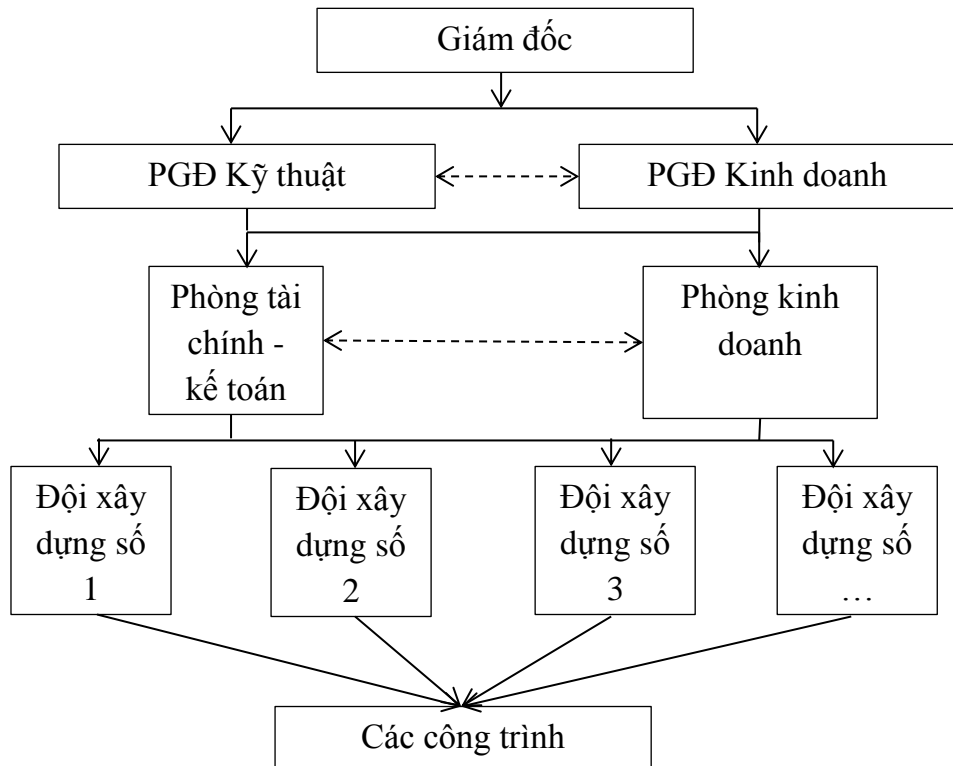 Giám đốc
PGĐ Kỹ thuật
PGĐ Kinh doanh
Phòng tài
chính -
kế toán
Phòng kinh
doanh
Đội xây
dựng số
1
Đội xây
dựng số
2
Đội xây
dựng số
3
Đội xây
dựng số
…
Các công trình